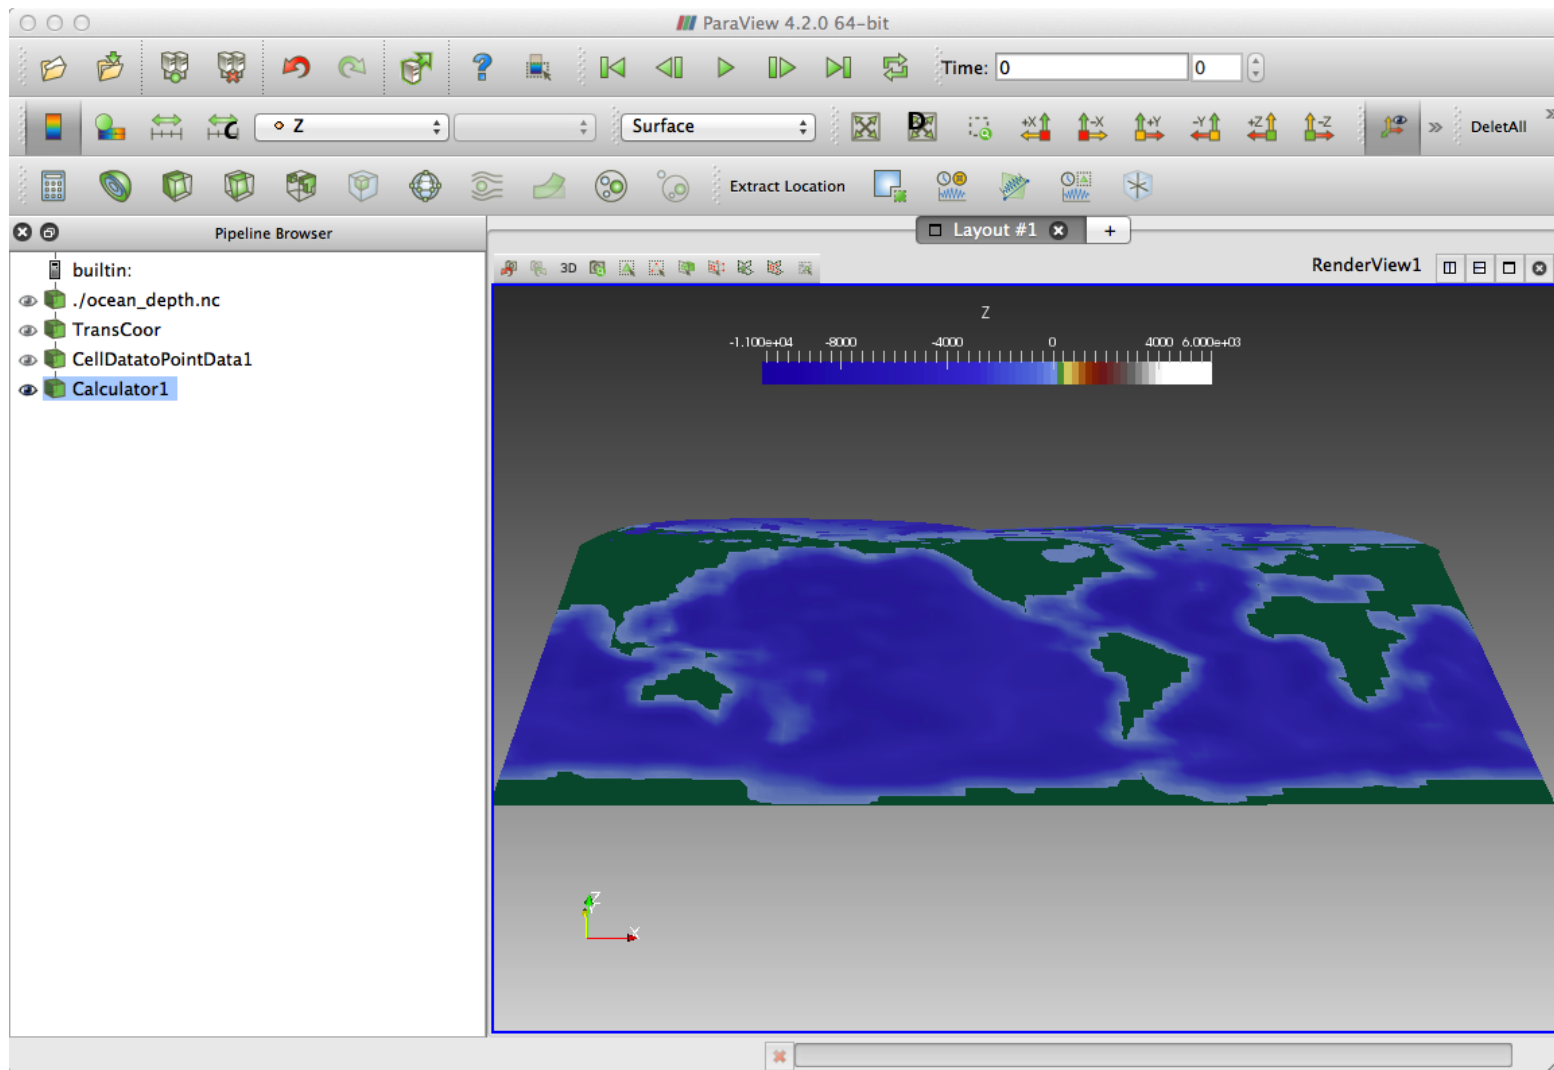 ParaView 4.2.0 64-bit
Time: 0 0
C Z Surface D +X -X +Y -Y +Z -Z DeletAll
Extract Location
Pipeline Browser
Layout #1 +
builtin:
3D RenderView1
./ocean_depth.nc
TransCoor
CellDatatoPointData1
Calculator1
Z
-1.100e+04 -8000 -4000 0 4000 6.000e+03
Z
Y
X